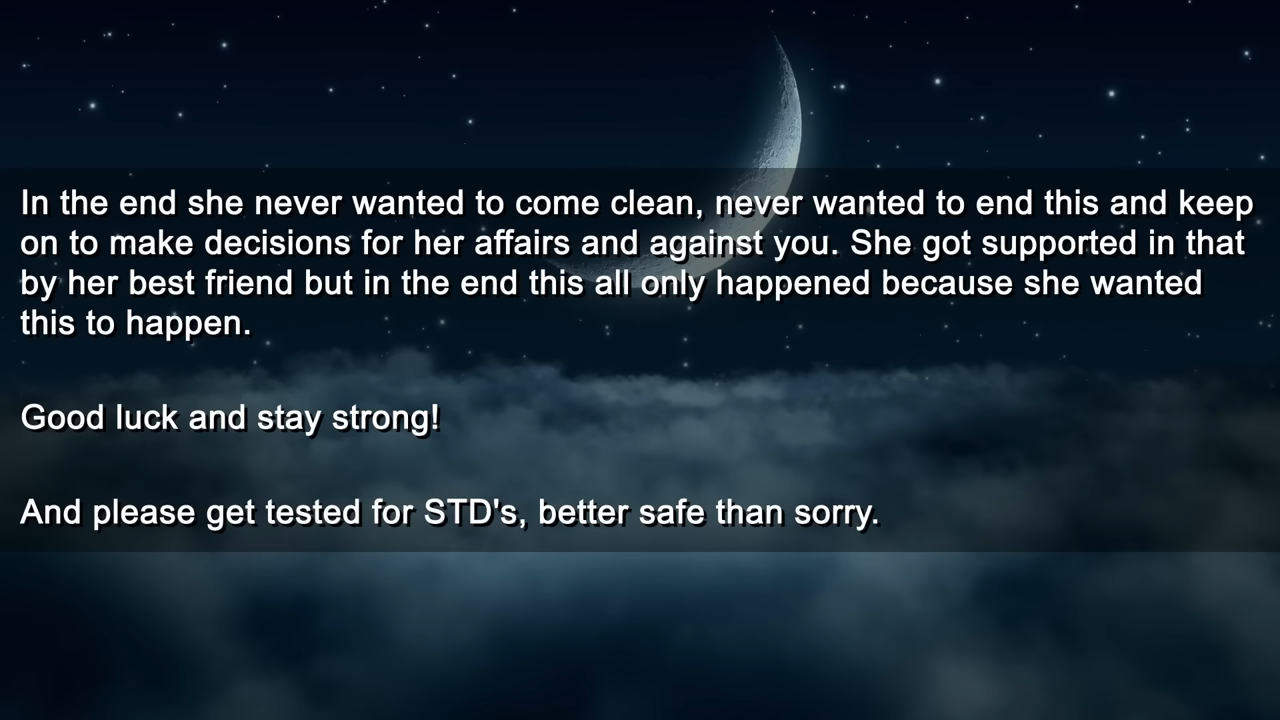 In the end she never wanted to come clean, never wanted to end this and keep
on to make decisions for her affairs and against you. She got supported in that
by her best friend but in the end this all only happened because she wanted
this to happen.
Good luck and stay strong!
And please get tested for STD's, better safe than sorry.